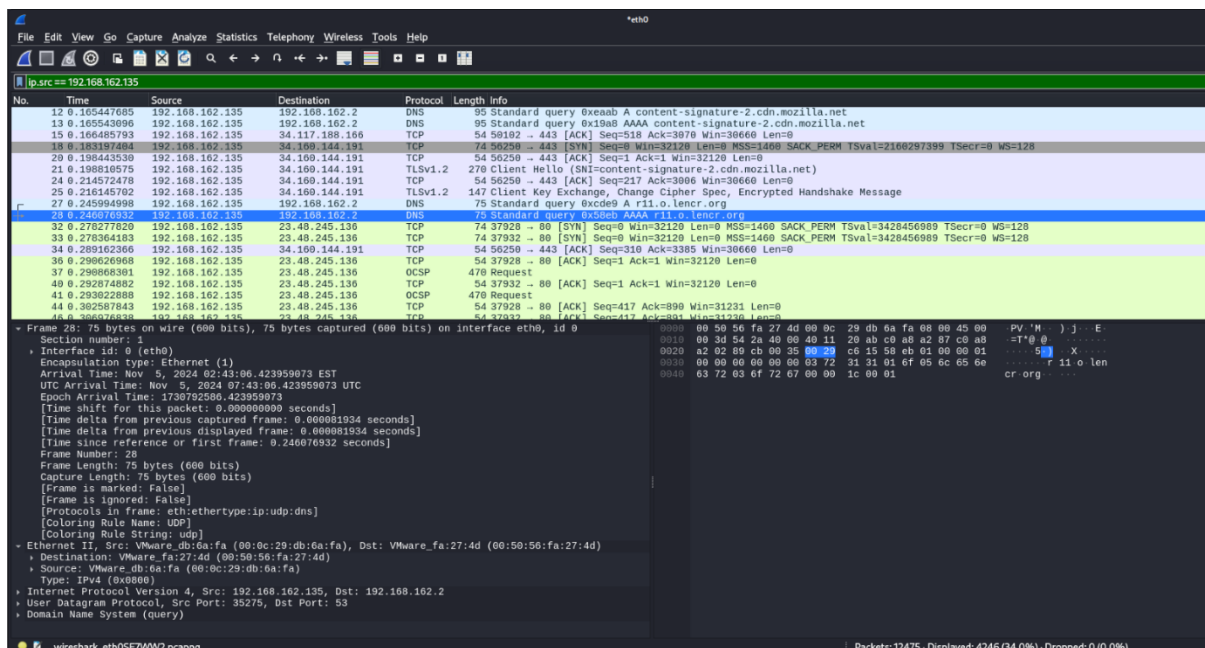 *eth0
File Edit View Go Capture Analyze Statistics Telephony Wireless Tools Help
ip.src == 192.168.162.135
No. Time Source Destination Protocol Length Info
12 0.165447685 192.168.162.135 192.168.162.2 DNS 95 Standard query 0xeaab A content-signature-2.cdn.mozilla.net
13 0.165543096 192.168.162.135 192.168.162.2 DNS 95 Standard query 0x19a8 AAAA content-signature-2.cdn.mozilla.net
15 0.166485793 192.168.162.135 34.117.188.166 TCP 54 50102 → 443 [ACK] Seq=518 Ack=3070 Win=30660 Len=0
18 0.183197404 192.168.162.135 34.160.144.191 TCP 74 56250 → 443 [SYN] Seq=0 Win=32120 Len=0 MSS=1460 SACK_PERM TSval=2160297399 TSecr=0 WS=128
20 0.198443530 192.168.162.135 34.160.144.191 TCP 54 56250 → 443 [ACK] Seq=1 Ack=1 Win=32120 Len=0
21 0.198810575 192.168.162.135 34.160.144.191 TLSv1.2 270 Client Hello (SNI=content-signature-2.cdn.mozilla.net)
24 0.214572478 192.168.162.135 34.160.144.191 TCP 54 56250 → 443 [ACK] Seq=217 Ack=3006 Win=30660 Len=0
25 0.216145702 192.168.162.135 34.160.144.191 TLSv1.2 147 Client Key Exchange, Change Cipher Spec, Encrypted Handshake Message
27 0.245994998 192.168.162.135 192.168.162.2 DNS 75 Standard query 0xcde9 A r11.o.lencr.org
28 0.246076932 192.168.162.135 192.168.162.2 DNS 75 Standard query 0x58eb AAAA r11.o.lencr.org
32 0.278277820 192.168.162.135 23.48.245.136 TCP 74 37928 → 80 [SYN] Seq=0 Win=32120 Len=0 MSS=1460 SACK_PERM TSval=3428456989 TSecr=0 WS=128
33 0.278364183 192.168.162.135 23.48.245.136 TCP 74 37932 → 80 [SYN] Seq=0 Win=32120 Len=0 MSS=1460 SACK_PERM TSval=3428456989 TSecr=0 WS=128
34 0.289162366 192.168.162.135 34.160.144.191 TCP 54 56250 → 443 [ACK] Seq=310 Ack=3385 Win=30660 Len=0
36 0.290626968 192.168.162.135 23.48.245.136 TCP 54 37928 → 80 [ACK] Seq=1 Ack=1 Win=32120 Len=0
37 0.290868301 192.168.162.135 23.48.245.136 OCSP 470 Request
40 0.292874882 192.168.162.135 23.48.245.136 TCP 54 37932 → 80 [ACK] Seq=1 Ack=1 Win=32120 Len=0
41 0.293022888 192.168.162.135 23.48.245.136 OCSP 470 Request
44 0.302587843 192.168.162.135 23.48.245.136 TCP 54 37928 → 80 [ACK] Seq=417 Ack=890 Win=31231 Len=0
46 0.306976838 192.168.162.135 23.48.245.136 TCP 54 37932 → 80 [ACK] Seq=417 Ack=891 Win=31230 Len=0
Frame 28: 75 bytes on wire (600 bits), 75 bytes captured (600 bits) on interface eth0, id 0
Section number: 1
Interface id: 0 (eth0)
Encapsulation type: Ethernet (1)
Arrival Time: Nov 5, 2024 02:43:06.423959073 EST
UTC Arrival Time: Nov 5, 2024 07:43:06.423959073 UTC
Epoch Arrival Time: 1730792586.423959073
[Time shift for this packet: 0.000000000 seconds]
[Time delta from previous captured frame: 0.000081934 seconds]
[Time delta from previous displayed frame: 0.000081934 seconds]
[Time since reference or first frame: 0.246076932 seconds]
Frame Number: 28
Frame Length: 75 bytes (600 bits)
Capture Length: 75 bytes (600 bits)
[Frame is marked: False]
[Frame is ignored: False]
[Protocols in frame: eth:ethertype:ip:udp:dns]
[Coloring Rule Name: UDP]
[Coloring Rule String: udp]
Ethernet II, Src: VMware_db:6a:fa (00:0c:29:db:6a:fa), Dst: VMware_fa:27:4d (00:50:56:fa:27:4d)
Destination: VMware_fa:27:4d (00:50:56:fa:27:4d)
Source: VMware_db:6a:fa (00:0c:29:db:6a:fa)
Type: IPv4 (0x0800)
Internet Protocol Version 4, Src: 192.168.162.135, Dst: 192.168.162.2
User Datagram Protocol, Src Port: 35275, Dst Port: 53
Domain Name System (query)
0000 00 50 56 fa 27 4d 00 0c 29 db 6a fa 08 00 45 00 ·PV·'M·· )·j···E·
0010 00 3d 54 2a 40 00 40 11 20 ab c0 a8 a2 87 c0 a8 ·=T*@·@· ········
0020 a2 02 89 cb 00 35 00 29 c6 15 58 eb 01 00 00 01 ·····5·) ··X·····
0030 00 00 00 00 00 00 03 72 31 31 01 6f 05 6c 65 6e ·······r 11·o·len
0040 63 72 03 6f 72 67 00 00 1c 00 01 cr·org·· ···
wireshark_eth0SE7WW2.pcapng
Packets: 12475 · Displayed: 4246 (34.0%) · Dropped: 0 (0.0%)